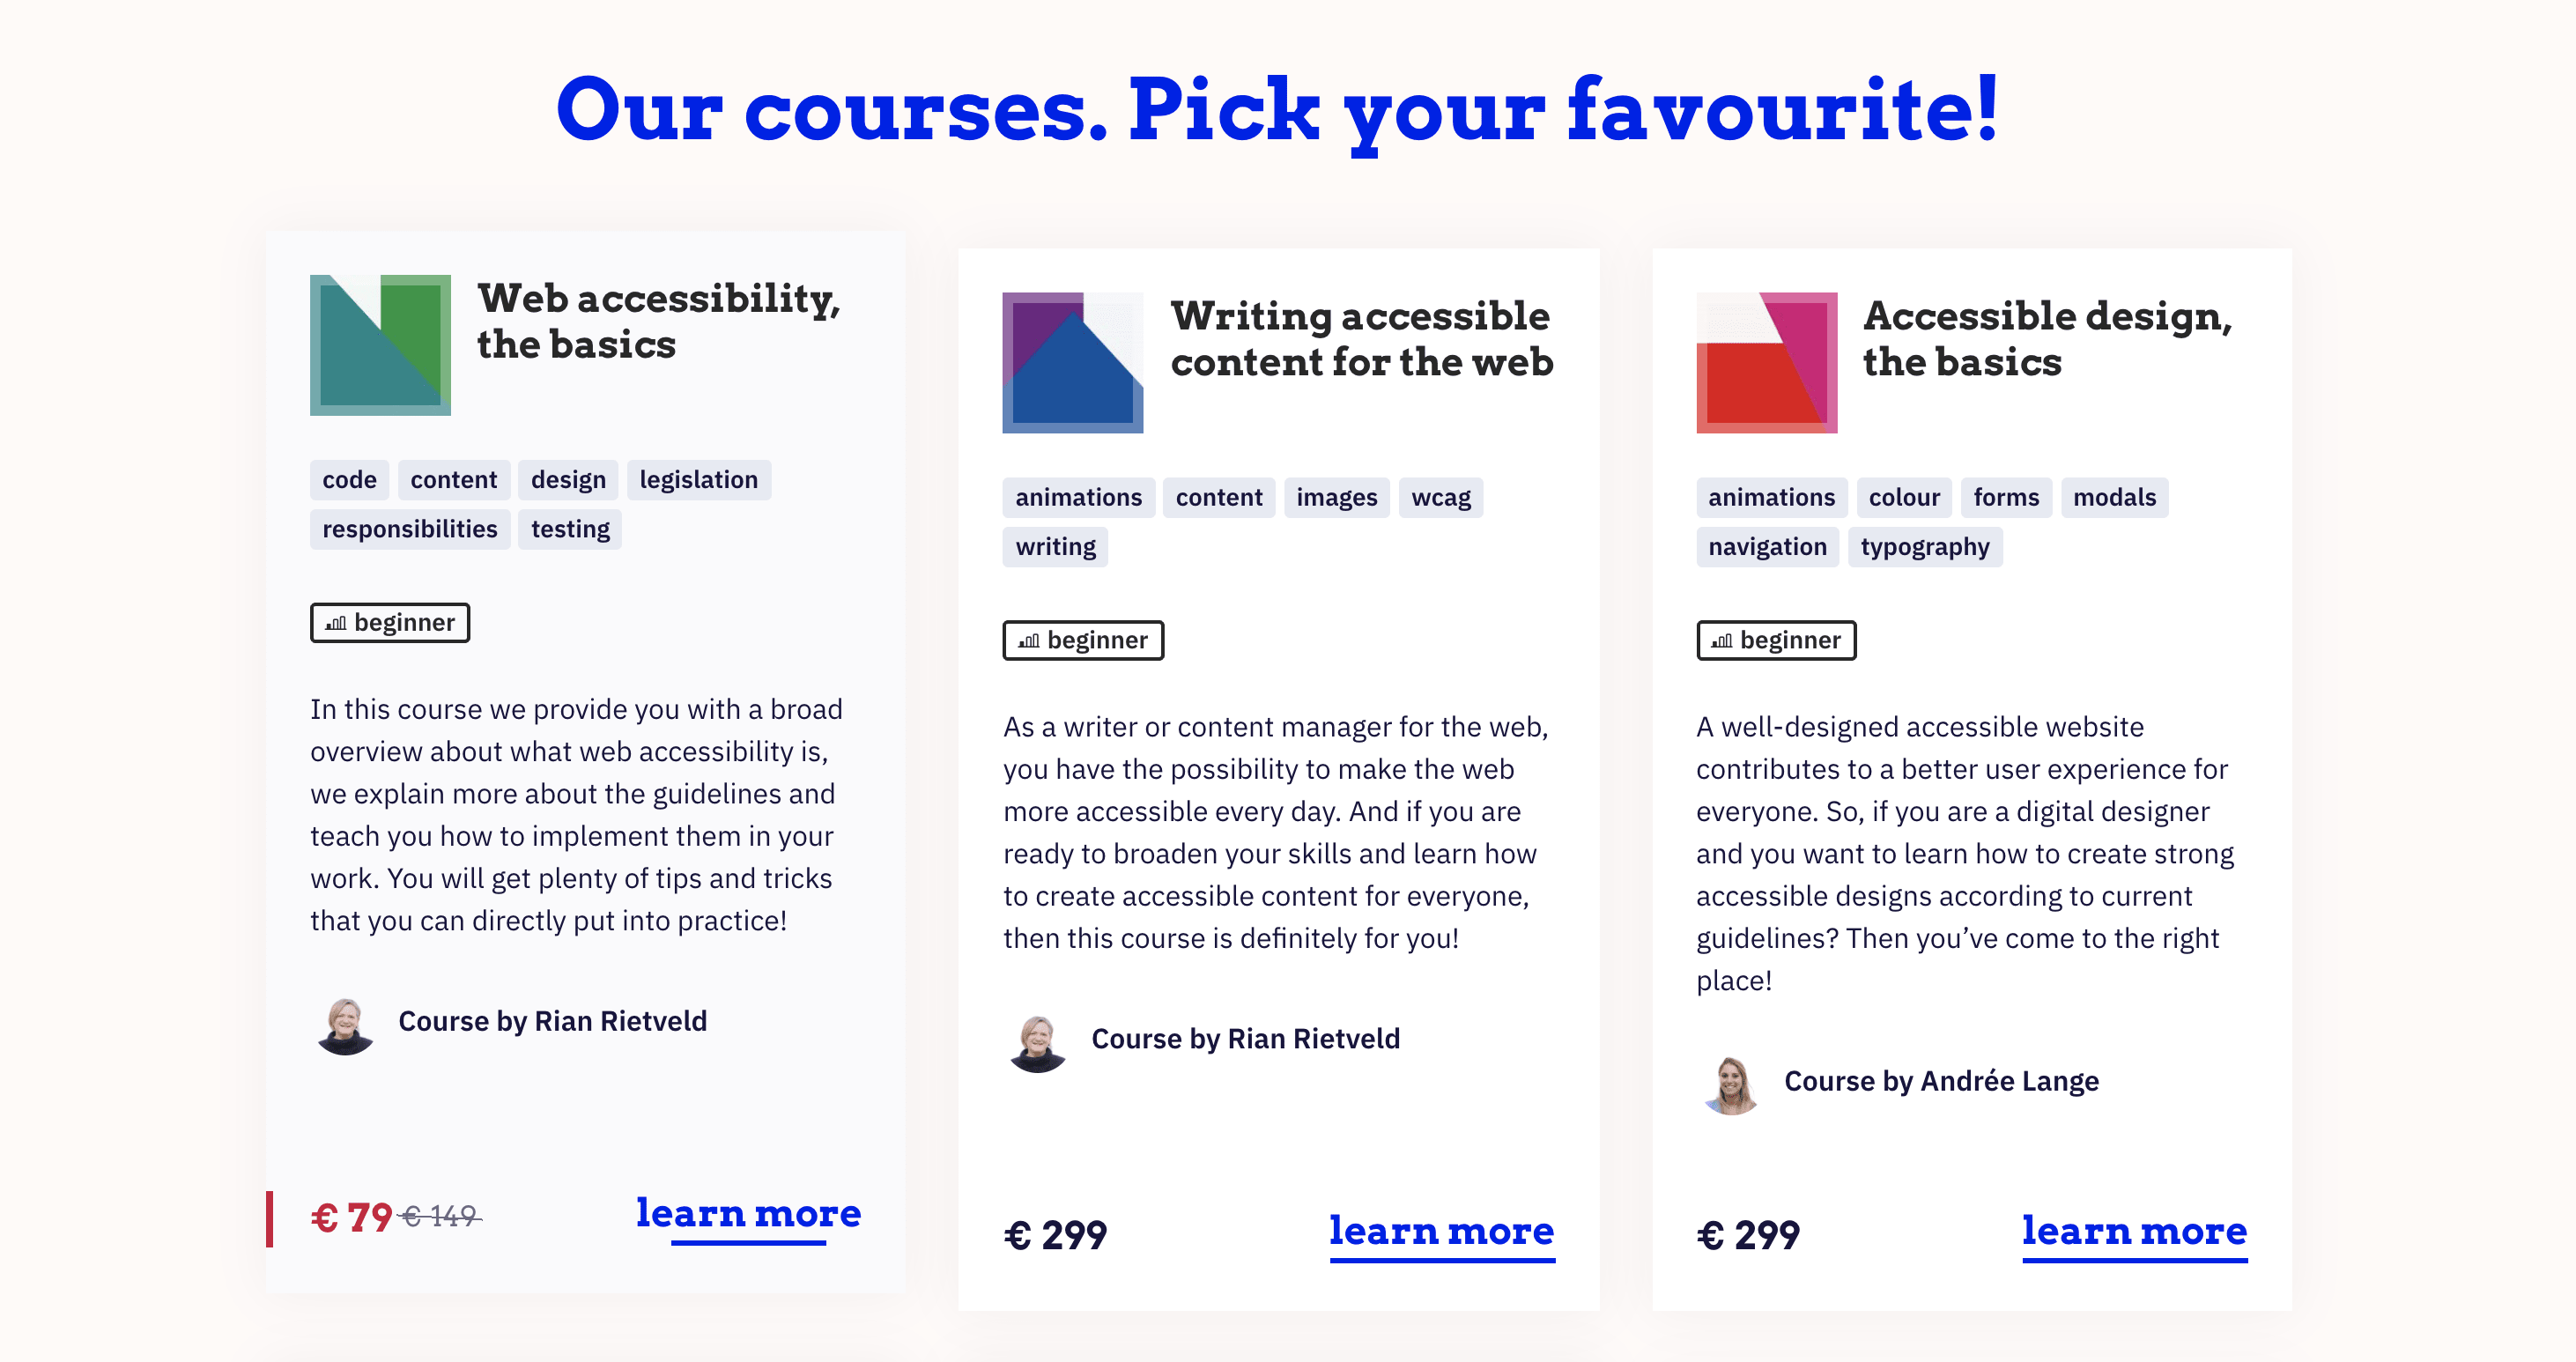 Our courses. Pick your favourite!
Web accessibility,
the basics
code content design legislation
responsibilities testing
beginner
In this course we provide you with a broad
overview about what web accessibility is,
we explain more about the guidelines and
teach you how to implement them in your
work. You will get plenty of tips and tricks
that you can directly put into practice!
Course by Rian Rietveld
€ 79 € 149 learn more
Writing accessible
content for the web
animations content images wcag
writing
beginner
As a writer or content manager for the web,
you have the possibility to make the web
more accessible every day. And if you are
ready to broaden your skills and learn how
to create accessible content for everyone,
then this course is definitely for you!
Course by Rian Rietveld
€ 299 learn more
Accessible design,
the basics
animations colour forms modals
navigation typography
beginner
A well-designed accessible website
contributes to a better user experience for
everyone. So, if you are a digital designer
and you want to learn how to create strong
accessible designs according to current
guidelines? Then you’ve come to the right
place!
Course by Andrée Lange
€ 299 learn more